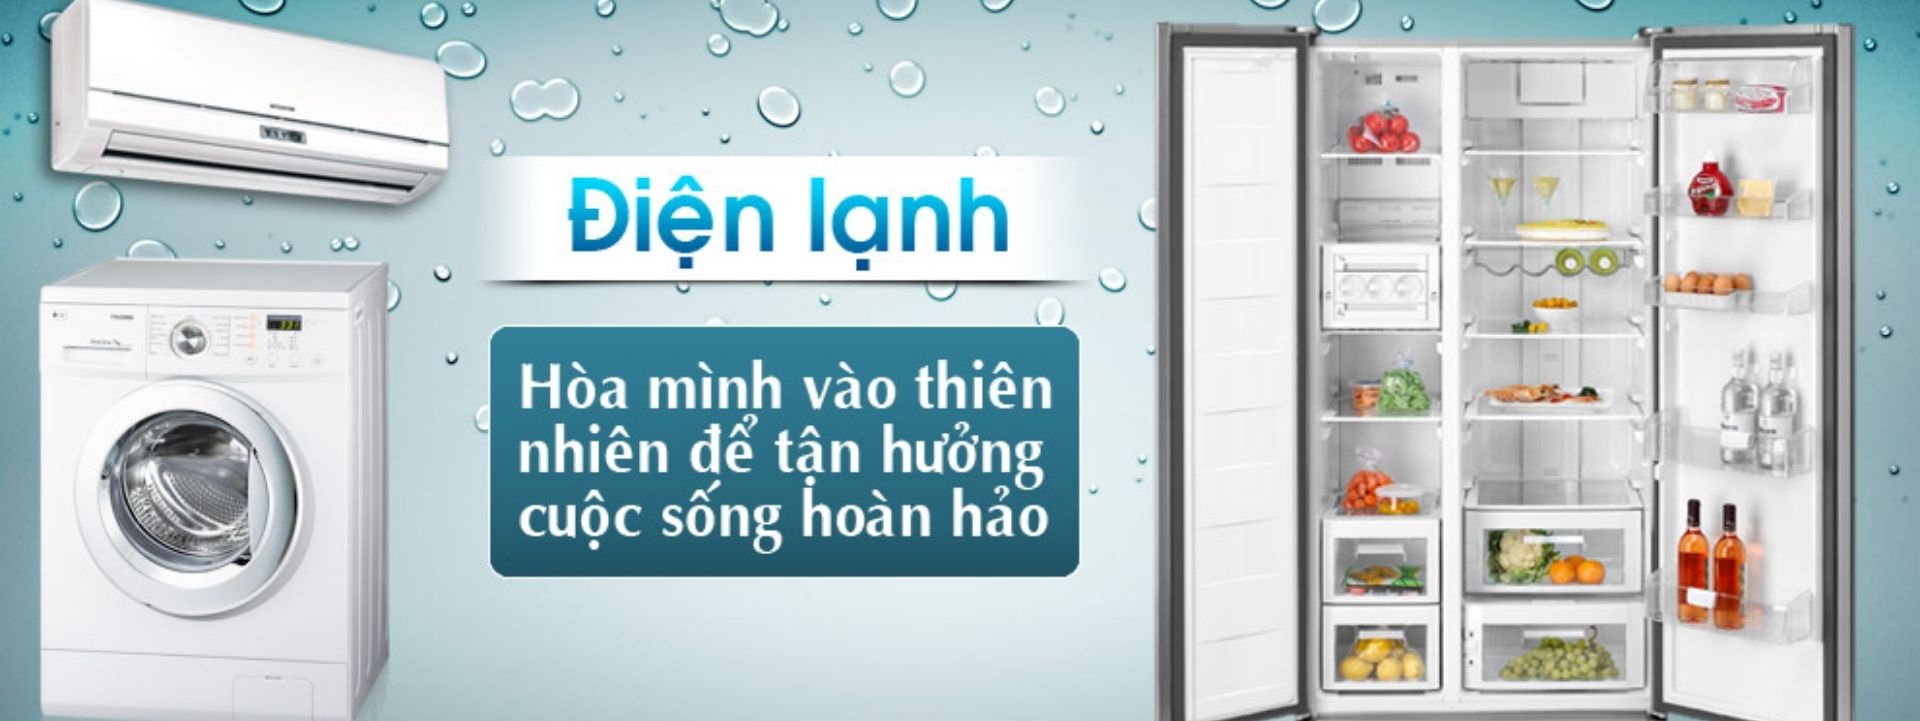 Điện lạnh
Hòa mình vào thiên
nhiên để tận hưởng
cuộc sống hoàn hảo